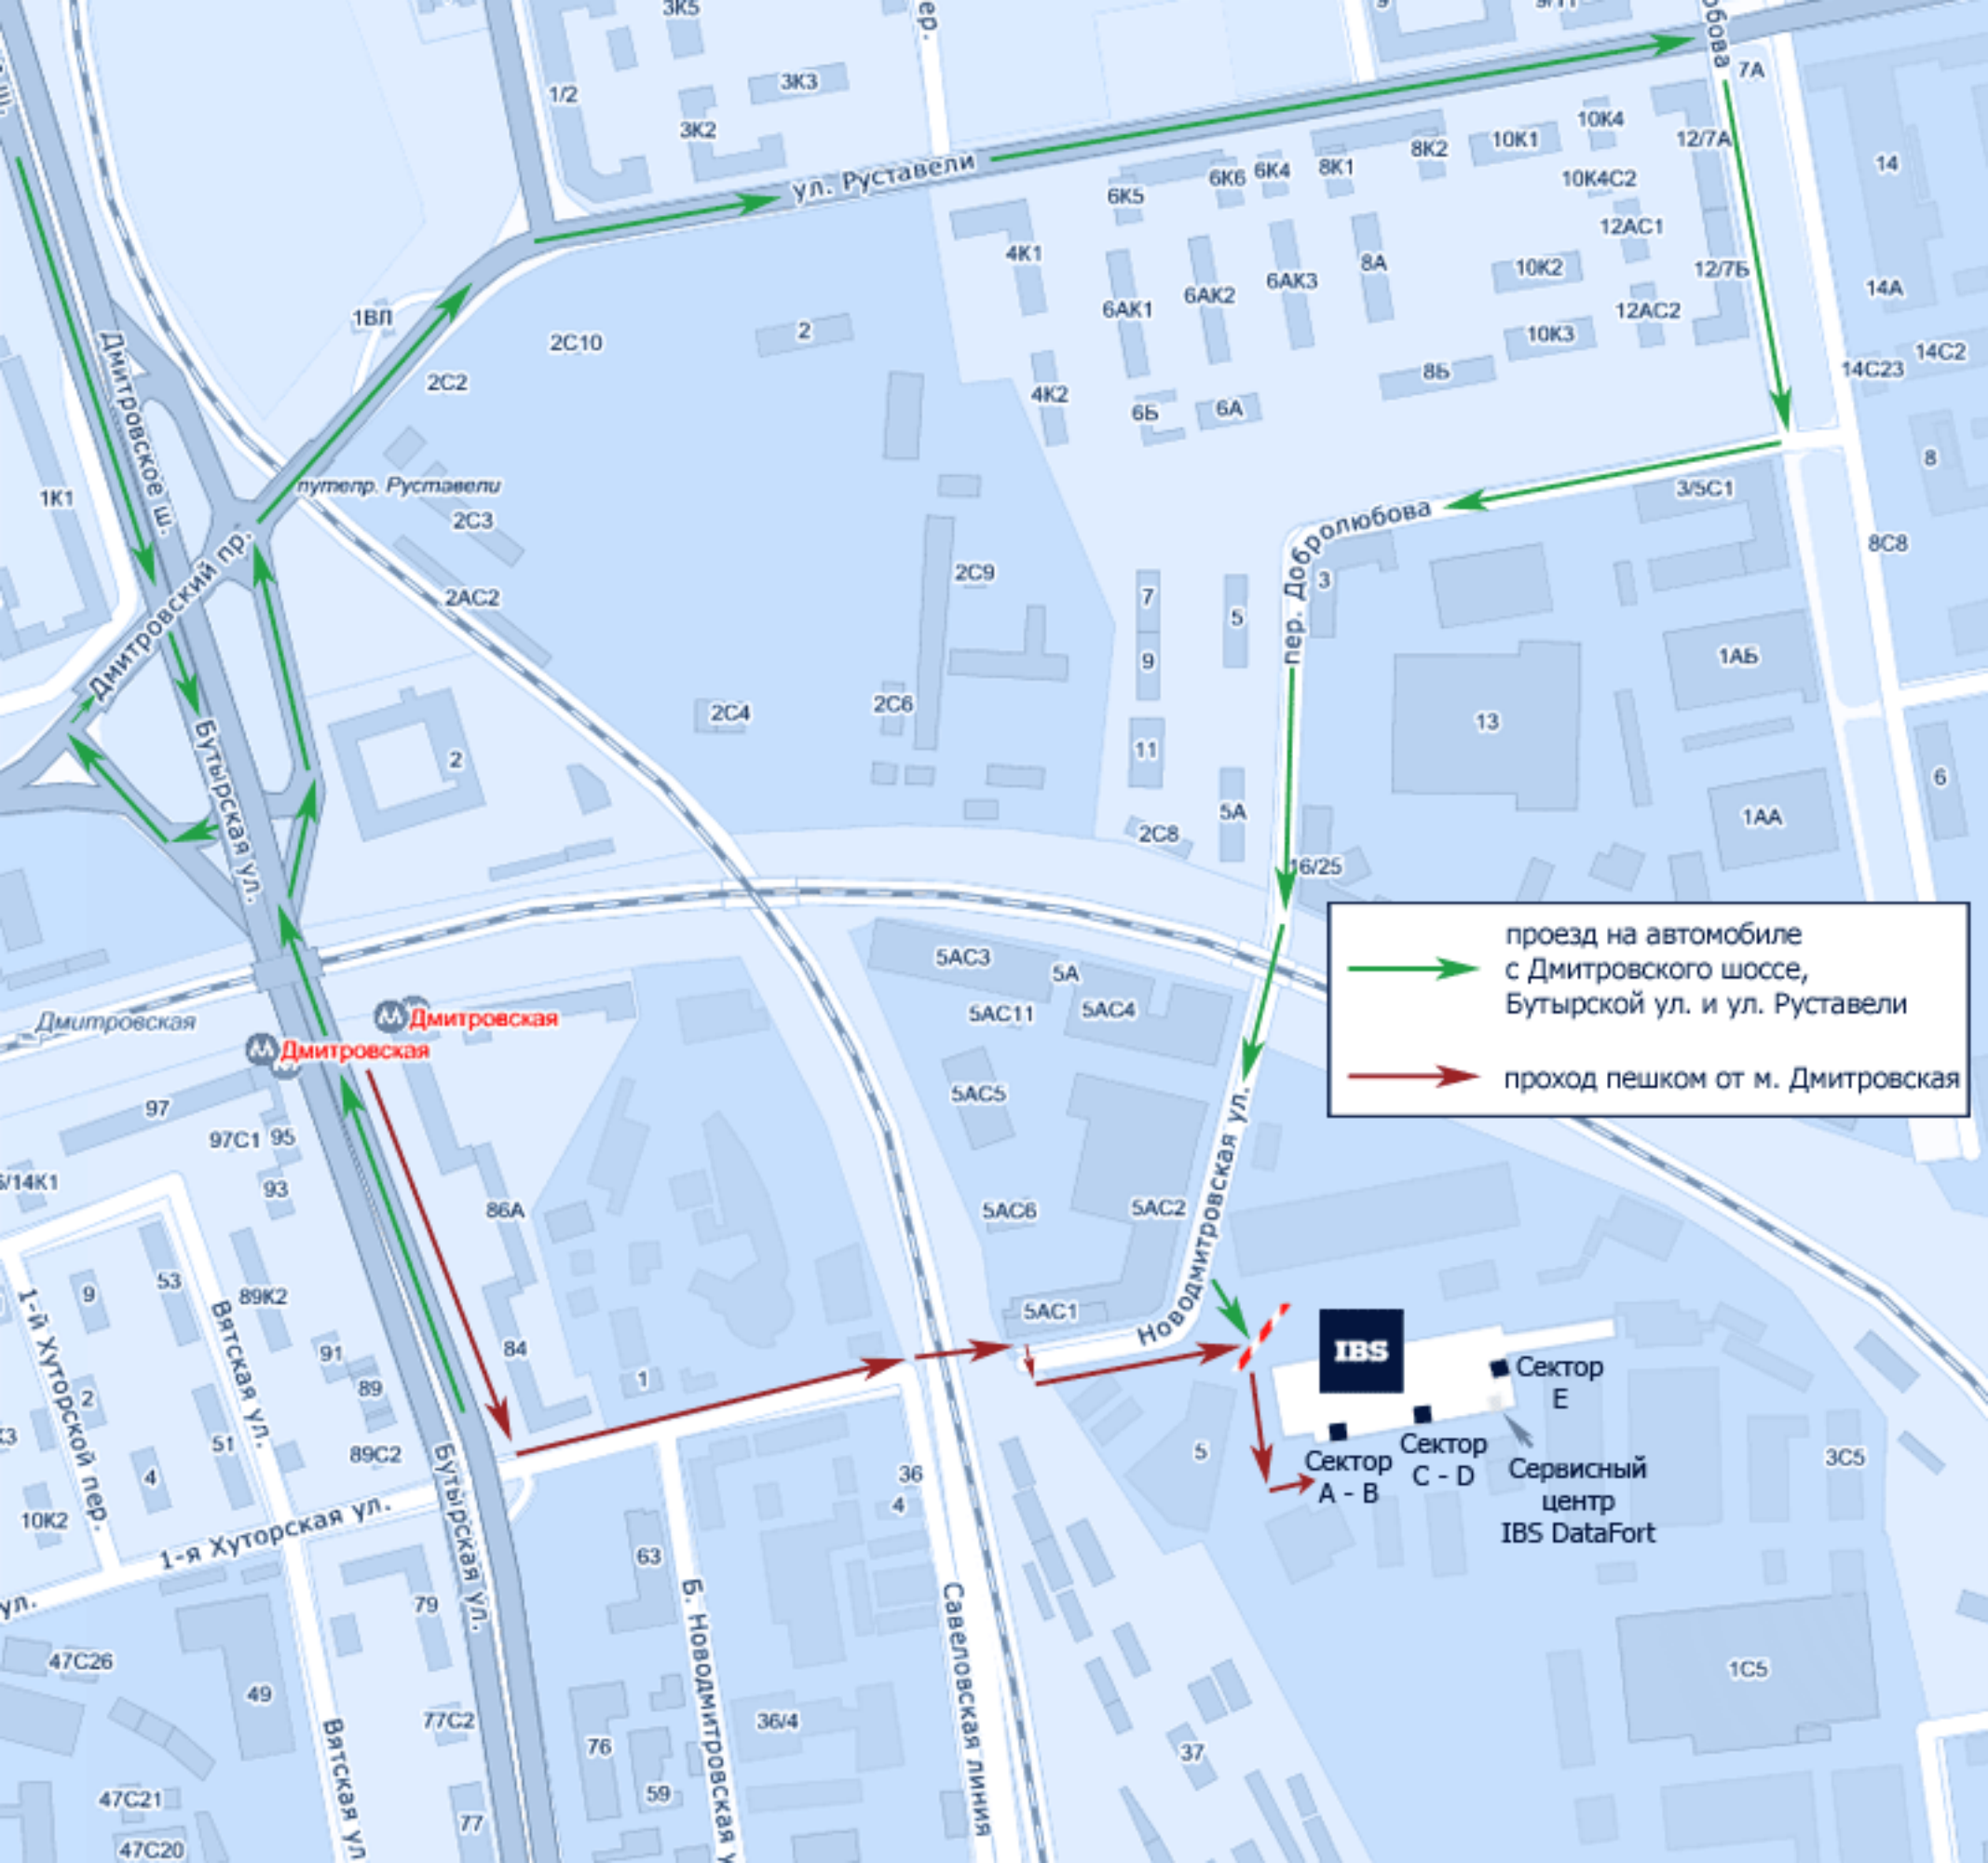 3К5
9
ер.
1/2
3К3
3К2
7А
ул. Руставели
6К5
6К6
6К4
8К1
8К2
10К1
10К4
12/7А
14
10К4С2
12АС1
4К1
6АК1
6АК2
6АК3
8А
10К2
12/7Б
14А
12АС2
1ВЛ
2С10
2
10К3
14С2
14С23
2С2
4К2
6Б
6А
8Б
Дмитровское ш.
1К1
путепр. Руставели
2С3
3/5С1
8
8С8
пер. Добролюбова
Дмитровский пр.
2АС2
2С9
7
5
3
9
1АБ
2С4
2С6
13
Бутырская ул.
2
11
6
5А
1АА
2С8
16/25
проезд на автомобиле
с Дмитровского шоссе,
Бутырской ул. и ул. Руставели
проход пешком от м. Дмитровская
5АС3
5А
5АС11
5АС4
Дмитровская
Дмитровская
Дмитровская
97
97С1
95
93
5АС5
/14К1
86А
5АС6
5АС2
Новодмитровская ул.
9
53
89К2
1-й Хуторской пер.
Вятская ул.
5АС1
84
91
89
1
IBS
Сектор
E
2
51
89С2
4
10К2
Бутырская ул.
36
4
5
Сектор
A - B
Сектор
C - D
Сервисный
центр
IBS DataFort
3С5
1-я Хуторская ул.
ул.
63
79
Б. Новодмитровская у
Савеловская линия
47С26
49
77С2
36/4
1С5
76
37
Вятская ул
59
47С21
77
47С20